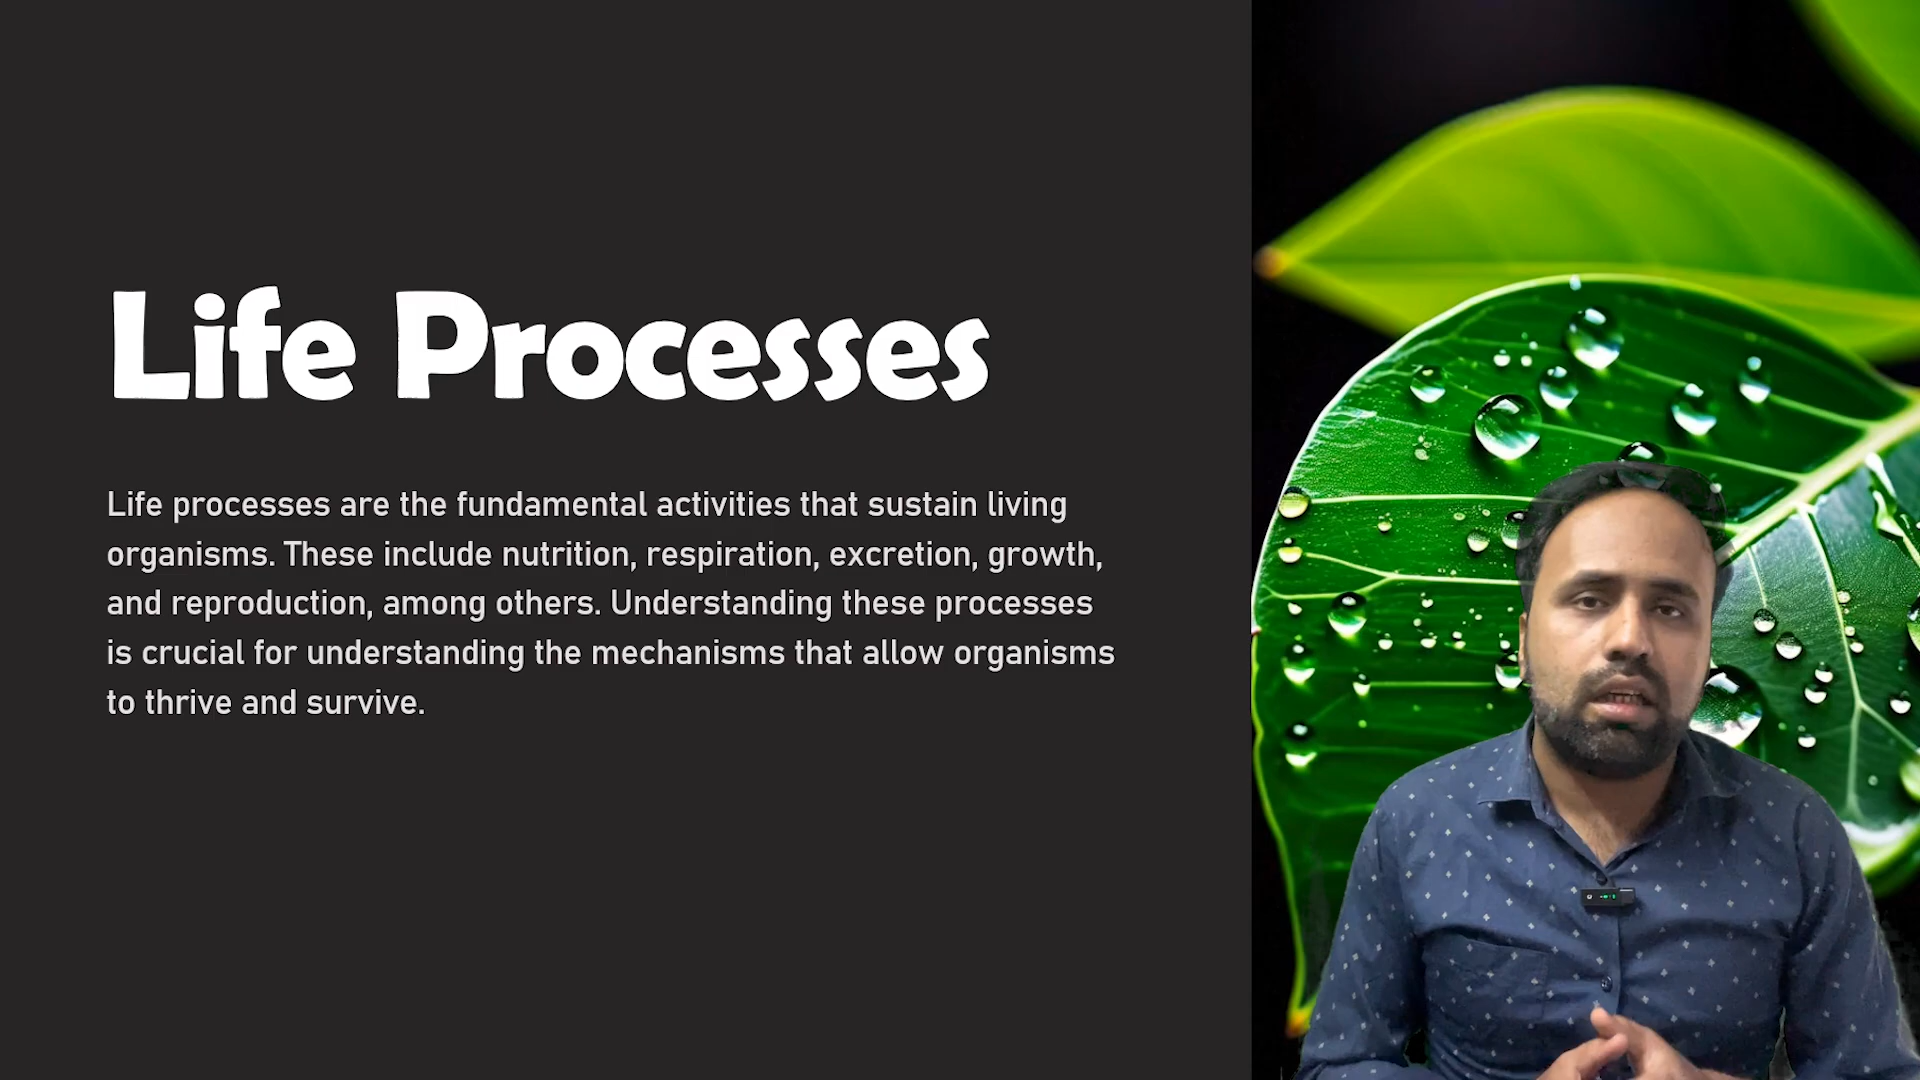 Life Processes
Life processes are the fundamental activities that sustain living
organisms. These include nutrition, respiration, excretion, growth,
and reproduction, among others. Understanding these processes
is crucial for understanding the mechanisms that allow organisms
to thrive and survive.